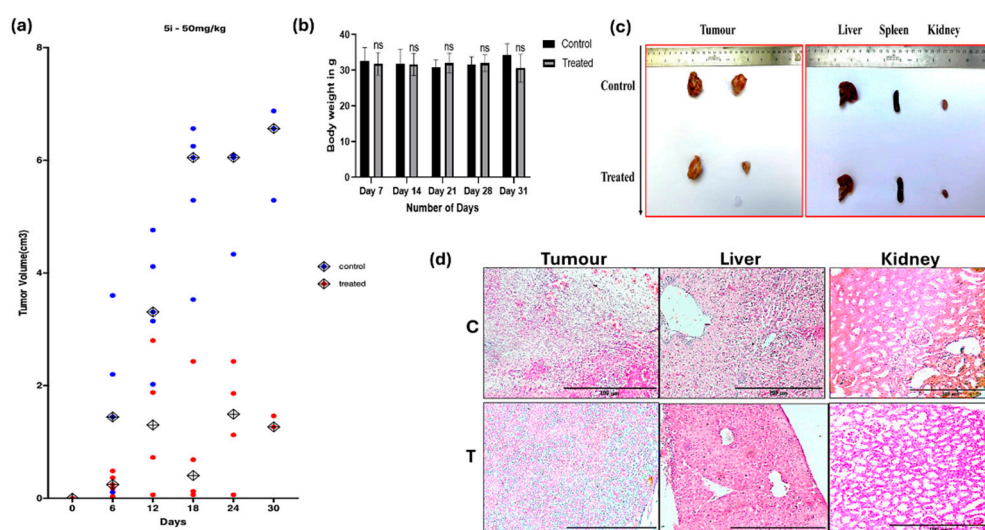 (a)
5i - 50mg/kg
8
6
4
2
0
Tumor Volume(cm3)
0 6 12 18 24 30
Days
control
treated
(b)
40
30
20
10
0
Body weight in g
ns ns ns ns ns
Control
Treated
Day 7 Day 14 Day 21 Day 28 Day 31
Number of Days
(c)
Tumour
Liver Spleen Kidney
Control
Treated
(d)
Tumour Liver Kidney
C
T